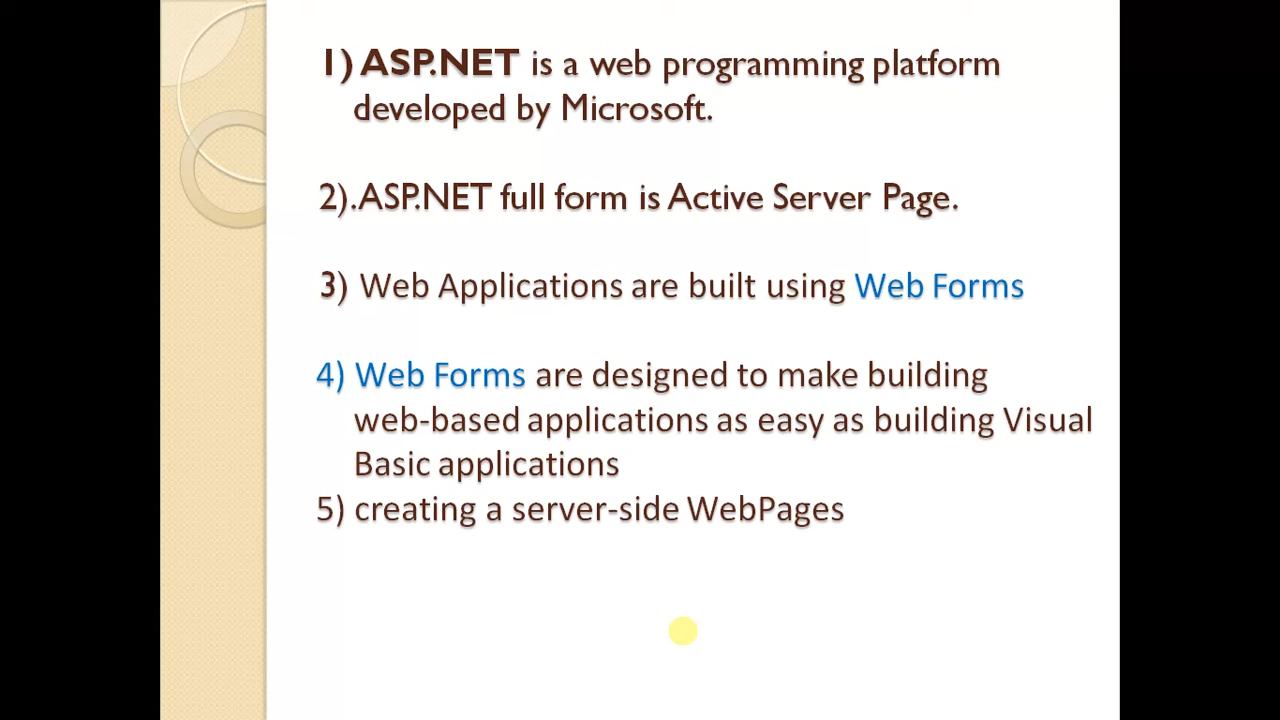 1) ASP.NET is a web programming platform
developed by Microsoft.
2).ASP.NET full form is Active Server Page.
3) Web Applications are built using Web Forms
4) Web Forms are designed to make building
web-based applications as easy as building Visual
Basic applications
5) creating a server-side WebPages